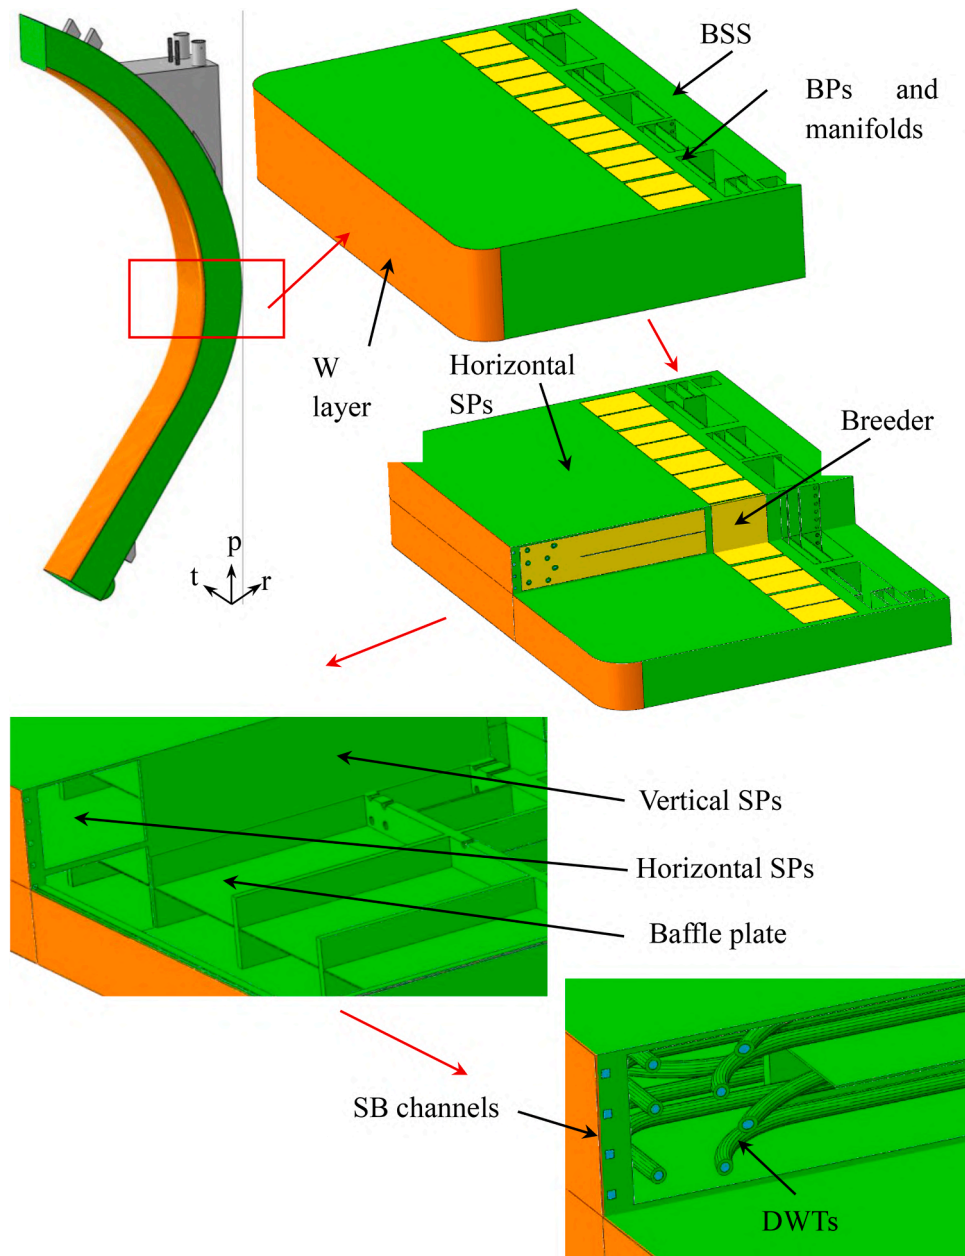 BSS
BPs and
manifolds
W
layer
Horizontal
SPs
Breeder
p
t
r
Vertical SPs
Horizontal SPs
Baffle plate
SB channels
DWTs